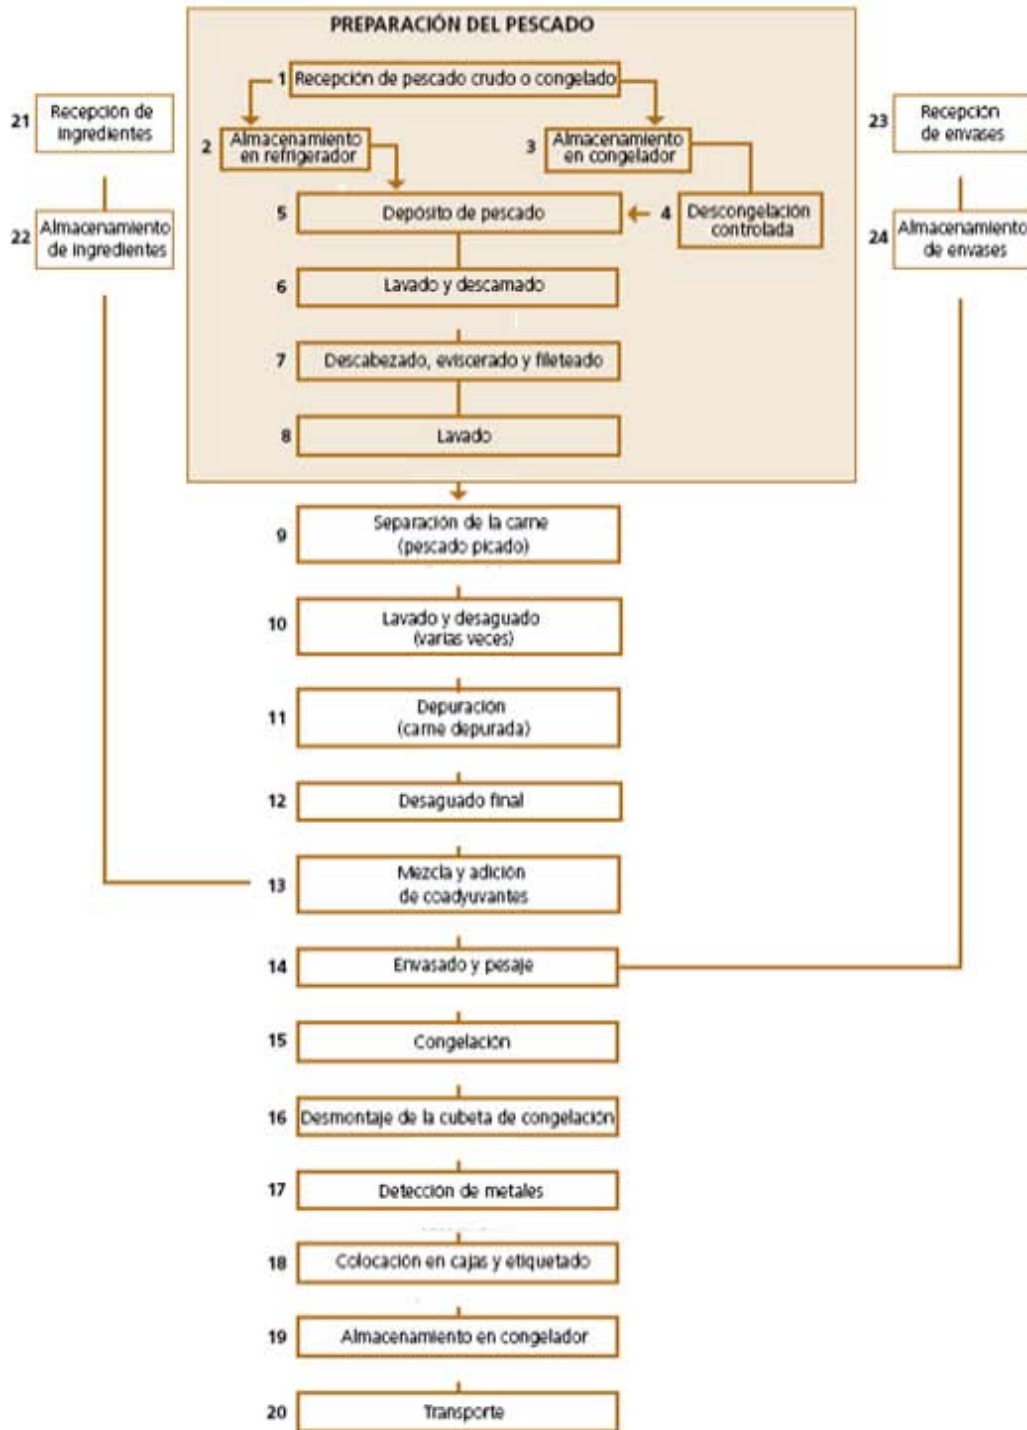 PREPARACIÓN DEL PESCADO
1 Recepción de pescado crudo o congelado
21 Recepción de
ingredientes
23 Recepción
de envases
2 Almacenamiento
en refrigerador
3 Almacenamiento
en congelador
22 Almacenamiento
de ingredientes
5 Depósito de pescado
4 Descongelación
controlada
24 Almacenamiento
de envases
6 Lavado y descamado
7 Descabezado, eviscerado y fileteado
8 Lavado
9 Separación de la carne
(pescado picado)
10 Lavado y desaguado
(varias veces)
11 Depuración
(carne depurada)
12 Desaguado final
13 Mezcla y adición
de coadyuvantes
14 Envasado y pesaje
15 Congelación
16 Desmontaje de la cubeta de congelación
17 Detección de metales
18 Colocación en cajas y etiquetado
19 Almacenamiento en congelador
20 Transporte